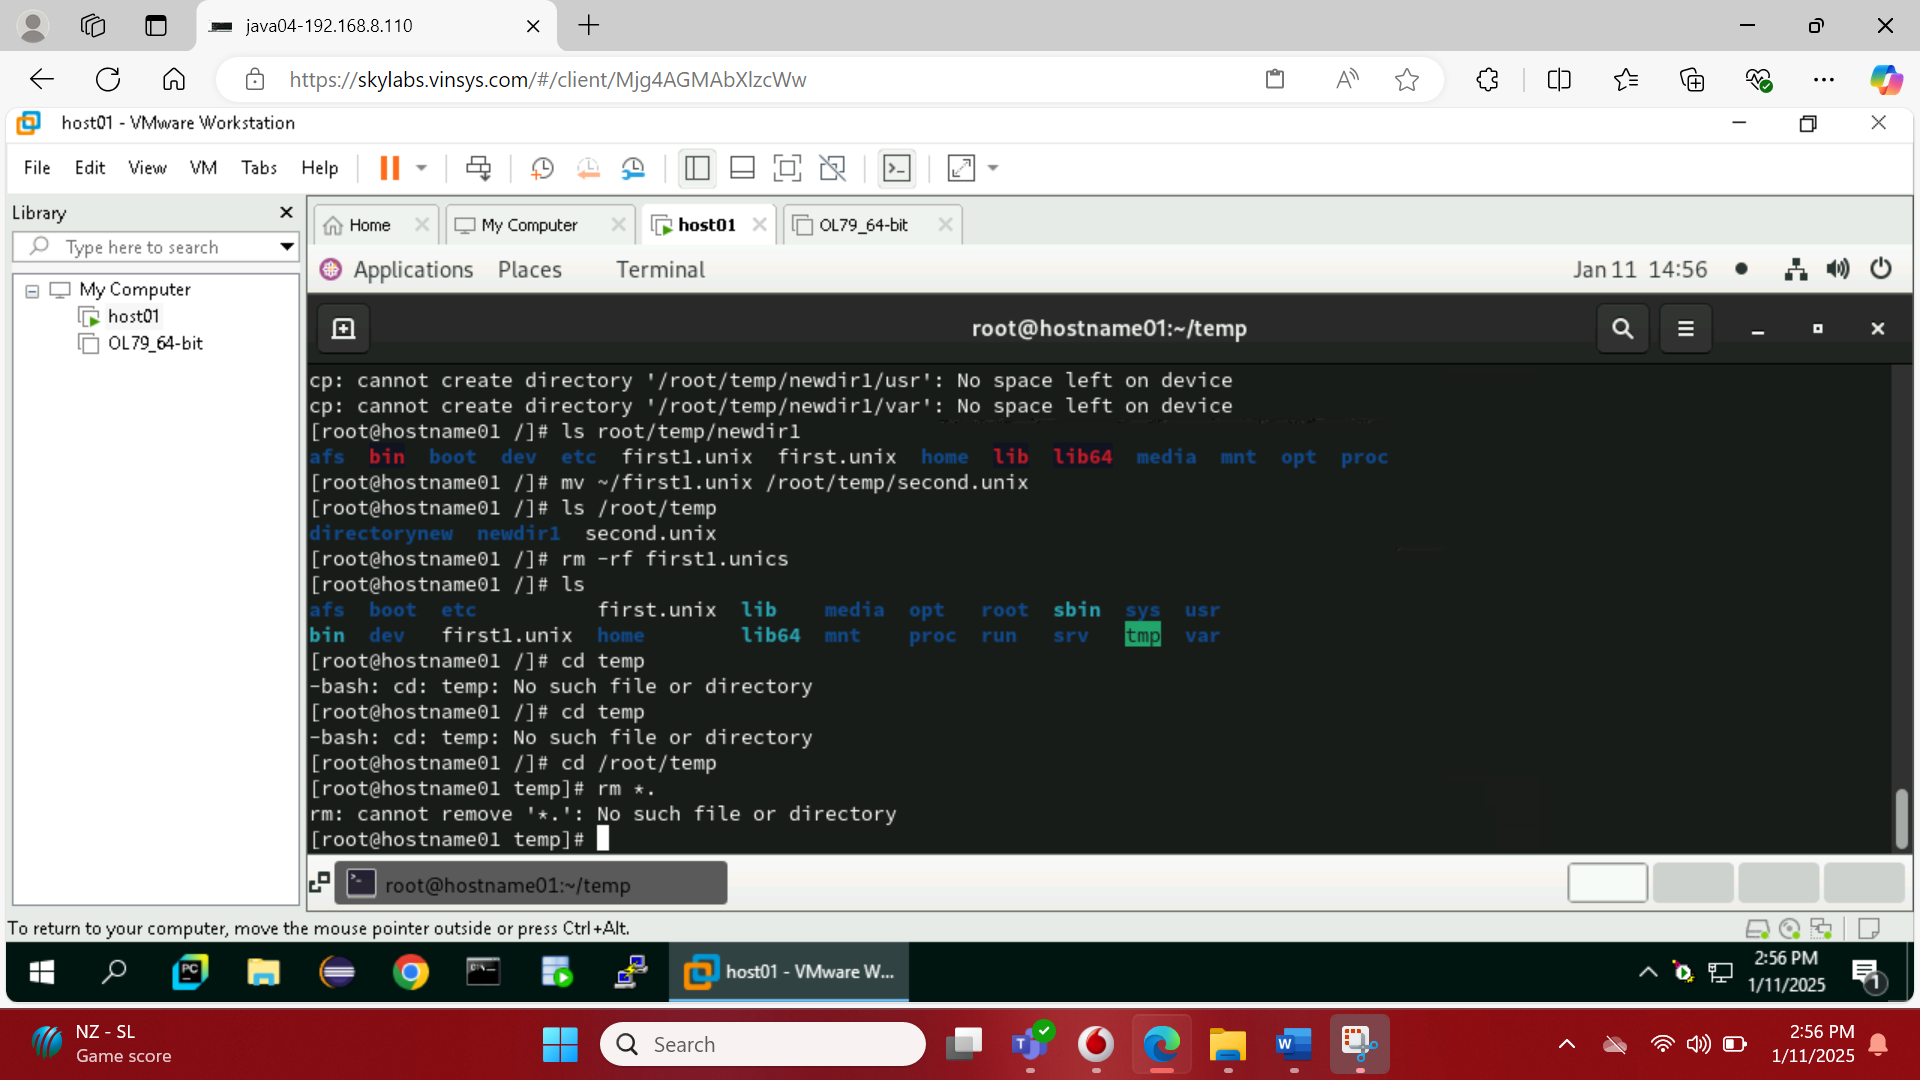 java04-192.168.8.110
https://skylabs.vinsys.com/#/client/Mjg4AGMAbXlzcWw
host01 - VMware Workstation
File Edit View VM Tabs Help
Library
Type here to search
My Computer
host01
OL79_64-bit
Home My Computer host01 OL79_64-bit
Applications Places Terminal Jan 11 14:56
root@hostname01:~/temp
cp: cannot create directory '/root/temp/newdir1/usr': No space left on device
cp: cannot create directory '/root/temp/newdir1/var': No space left on device
[root@hostname01 /]# ls root/temp/newdir1
afs bin boot dev etc first1.unix first.unix home lib lib64 media mnt opt proc
[root@hostname01 /]# mv ~/first1.unix /root/temp/second.unix
[root@hostname01 /]# ls /root/temp
directorynew newdir1 second.unix
[root@hostname01 /]# rm -rf first1.unics
[root@hostname01 /]# ls
afs boot etc first.unix lib media opt root sbin sys usr
bin dev first1.unix home lib64 mnt proc run srv tmp var
[root@hostname01 /]# cd temp
-bash: cd: temp: No such file or directory
[root@hostname01 /]# cd temp
-bash: cd: temp: No such file or directory
[root@hostname01 /]# cd /root/temp
[root@hostname01 temp]# rm *.
rm: cannot remove '*.': No such file or directory
[root@hostname01 temp]#
root@hostname01:~/temp
To return to your computer, move the mouse pointer outside or press Ctrl+Alt.
host01 - VMware W...
2:56 PM
1/11/2025
1
NZ - SL
Game score
Search
2:56 PM
1/11/2025